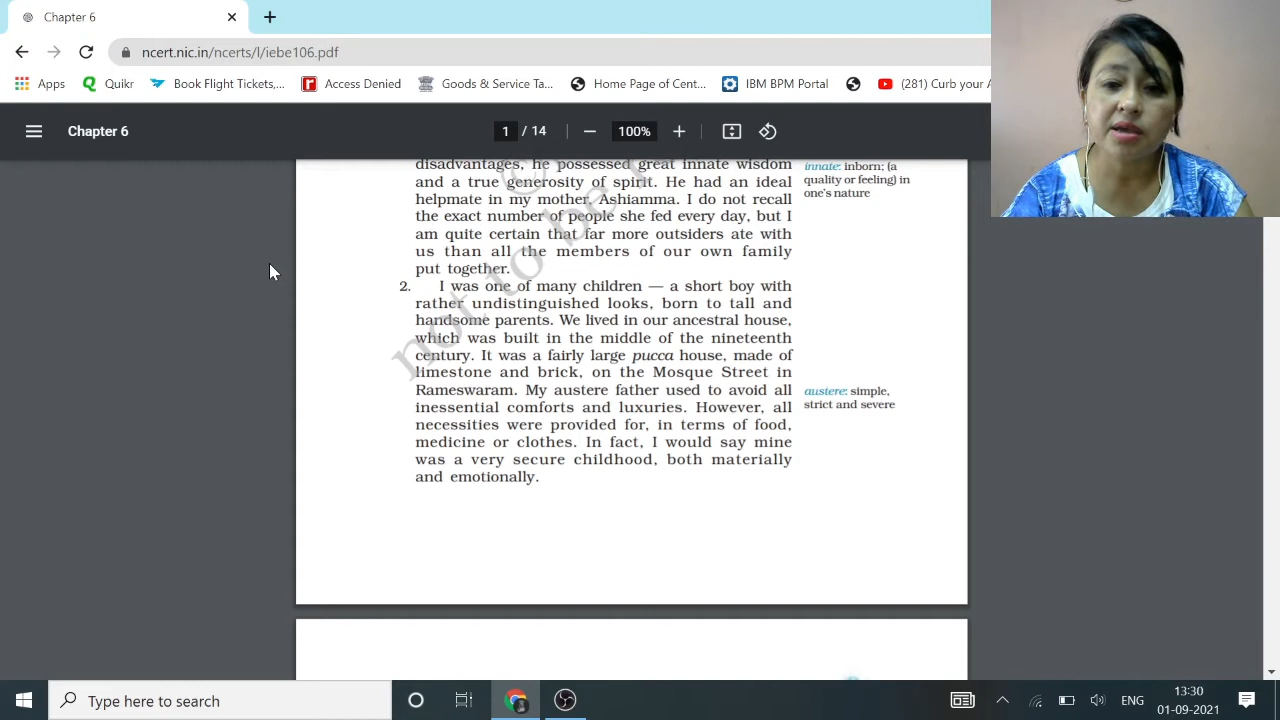 Chapter 6
ncert.nic.in/ncerts/l/iebe106.pdf
Apps
Quikr
Book Flight Tickets,...
Access Denied
Goods & Service Ta...
Home Page of Cent...
IBM BPM Portal
(281) Curb your A
Chapter 6
1 / 14
100%
disadvantages, he possessed great innate wisdom
and a true generosity of spirit. He had an ideal
helpmate in my mother, Ashiamma. I do not recall
the exact number of people she fed every day, but I
am quite certain that far more outsiders ate with
us than all the members of our own family
put together.
innate: inborn; (a
quality or feeling) in
one's nature
2. I was one of many children — a short boy with
rather undistinguished looks, born to tall and
handsome parents. We lived in our ancestral house,
which was built in the middle of the nineteenth
century. It was a fairly large pucca house, made of
limestone and brick, on the Mosque Street in
Rameswaram. My austere father used to avoid all
inessential comforts and luxuries. However, all
necessities were provided for, in terms of food,
medicine or clothes. In fact, I would say mine
was a very secure childhood, both materially
and emotionally.
austere: simple,
strict and severe
©
not to be
Type here to search
ENG
13:30
01-09-2021